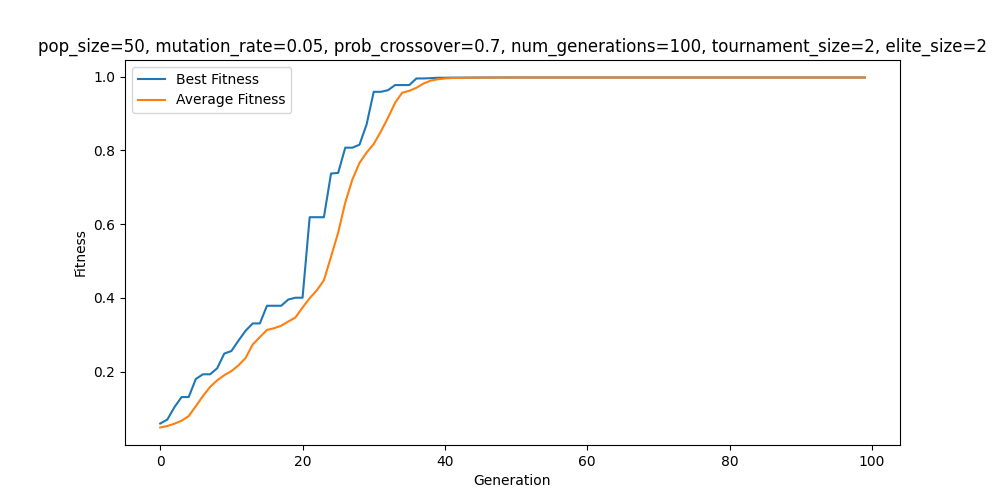 pop_size=50, mutation_rate=0.05, prob_crossover=0.7, num_generations=100, tournament_size=2, elite_size=2
1.0
0.8
0.6
0.4
0.2
Fitness
Best Fitness
Average Fitness
0 20 40 60 80 100
Generation